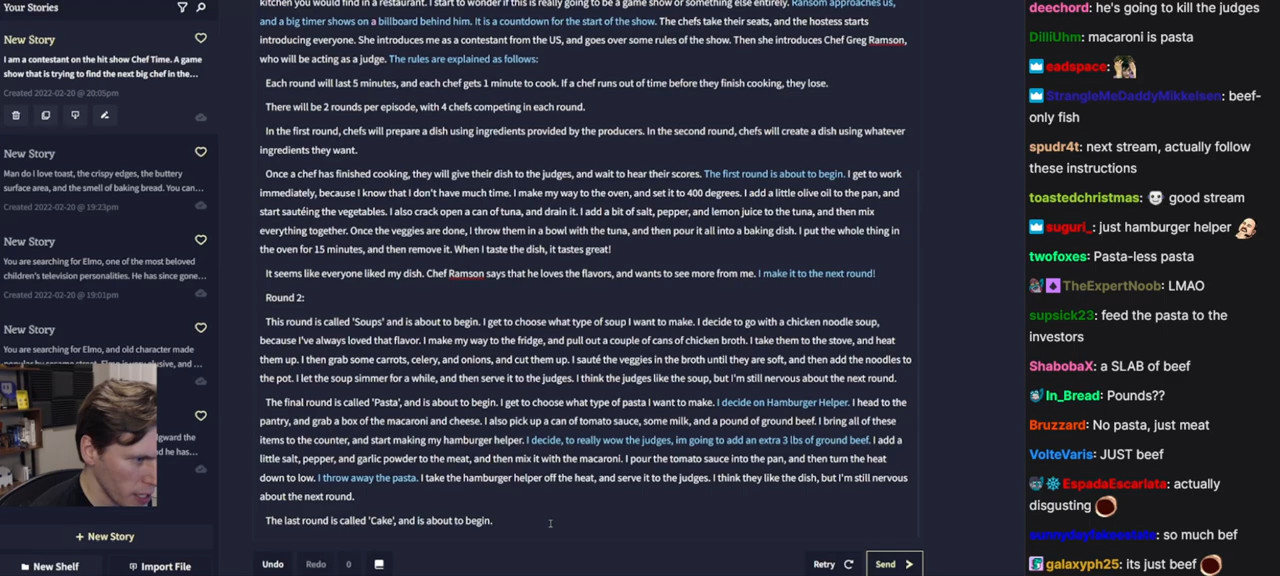 Your Stories
New Story
I am a contestant on the hit show Chef Time. A game
show that is trying to find the next big chef in the...
Created 2022-02-20 @ 20:05pm
New Story
Man do I love toast, the crispy edges, the buttery
surface area, and the smell of baking bread. You can...
Created 2022-02-20 @ 19:23pm
New Story
You are searching for Elmo, one of the most beloved
children's television personalities. He has since gone...
Created 2022-02-20 @ 19:01pm
New Story
You are searching for Elmo, and old character made
+ New Story
New Shelf
Import File
kitchen you would find in a restaurant. I start to wonder if this is really going to be a game show or something else entirely. Ramson approaches us,
and a big timer shows on a billboard behind him. It is a countdown for the start of the show. The chefs take their seats, and the hostess starts
introducing everyone. She introduces me as a contestant from the US, and goes over some rules of the show. Then she introduces Chef Greg Ramson,
who will be acting as a judge. The rules are explained as follows:
Each round will last 5 minutes, and each chef gets 1 minute to cook. If a chef runs out of time before they finish cooking, they lose.
There will be 2 rounds per episode, with 4 chefs competing in each round.
In the first round, chefs will prepare a dish using ingredients provided by the producers. In the second round, chefs will create a dish using whatever
ingredients they want.
Once a chef has finished cooking, they will give their dish to the judges, and wait to hear their scores. The first round is about to begin. I get to work
immediately, because I know that I don't have much time. I make my way to the oven, and set it to 400 degrees. I add a little olive oil to the pan, and
start sautéing the vegetables. I also crack open a can of tuna, and drain it. I add a bit of salt, pepper, and lemon juice to the tuna, and then mix
everything together. Once the veggies are done, I throw them in a bowl with the tuna, and then pour it all into a baking dish. I put the whole thing in
the oven for 15 minutes, and then remove it. When I taste the dish, it tastes great!
It seems like everyone liked my dish. Chef Ramson says that he loves the flavors, and wants to see more from me. I make it to the next round!
Round 2:
This round is called 'Soups' and is about to begin. I get to choose what type of soup I want to make. I decide to go with a chicken noodle soup,
because I've always loved that flavor. I make my way to the fridge, and pull out a couple of cans of chicken broth. I take them to the stove, and heat
them up. I then grab some carrots, celery, and onions, and cut them up. I sauté the veggies in the broth until they are soft, and then add the noodles to
the pot. I let the soup simmer for a while, and then serve it to the judges. I think the judges like the soup, but I'm still nervous about the next round.
The final round is called 'Pasta', and is about to begin. I get to choose what type of pasta I want to make. I decide on Hamburger Helper. I head to the
pantry, and grab a box of the macaroni and cheese. I also pick up a can of tomato sauce, some milk, and a pound of ground beef. I bring all of these
items to the counter, and start making my hamburger helper. I decide, to really wow the judges, im going to add an extra 3 lbs of ground beef. I add a
little salt, pepper, and garlic powder to the meat, and then mix it with the macaroni. I pour the tomato sauce into the pan, and then turn the heat
down to low. I throw away the pasta. I take the hamburger helper off the heat, and serve it to the judges. I think they like the dish, but I'm still nervous
about the next round.
The last round is called 'Cake', and is about to begin.
Undo
Redo
0
Retry
Send
deechord: he's going to kill the judges
DilliUhm: macaroni is pasta
eadspace:
StrangleMeDaddyMikkelsen: beef-
only fish
spudr4t: next stream, actually follow
these instructions
toastedchristmas: good stream
suguri_: just hamburger helper
twofoxes: Pasta-less pasta
TheExpertNoob: LMAO
supsick23: feed the pasta to the
investors
ShabobaX: a SLAB of beef
In_Bread: Pounds??
Bruzzard: No pasta, just meat
VolteVaris: JUST beef
EspadaEscarlata: actually
disgusting
sunnydayfakeestate: so much bef
galaxyph25: its just beef